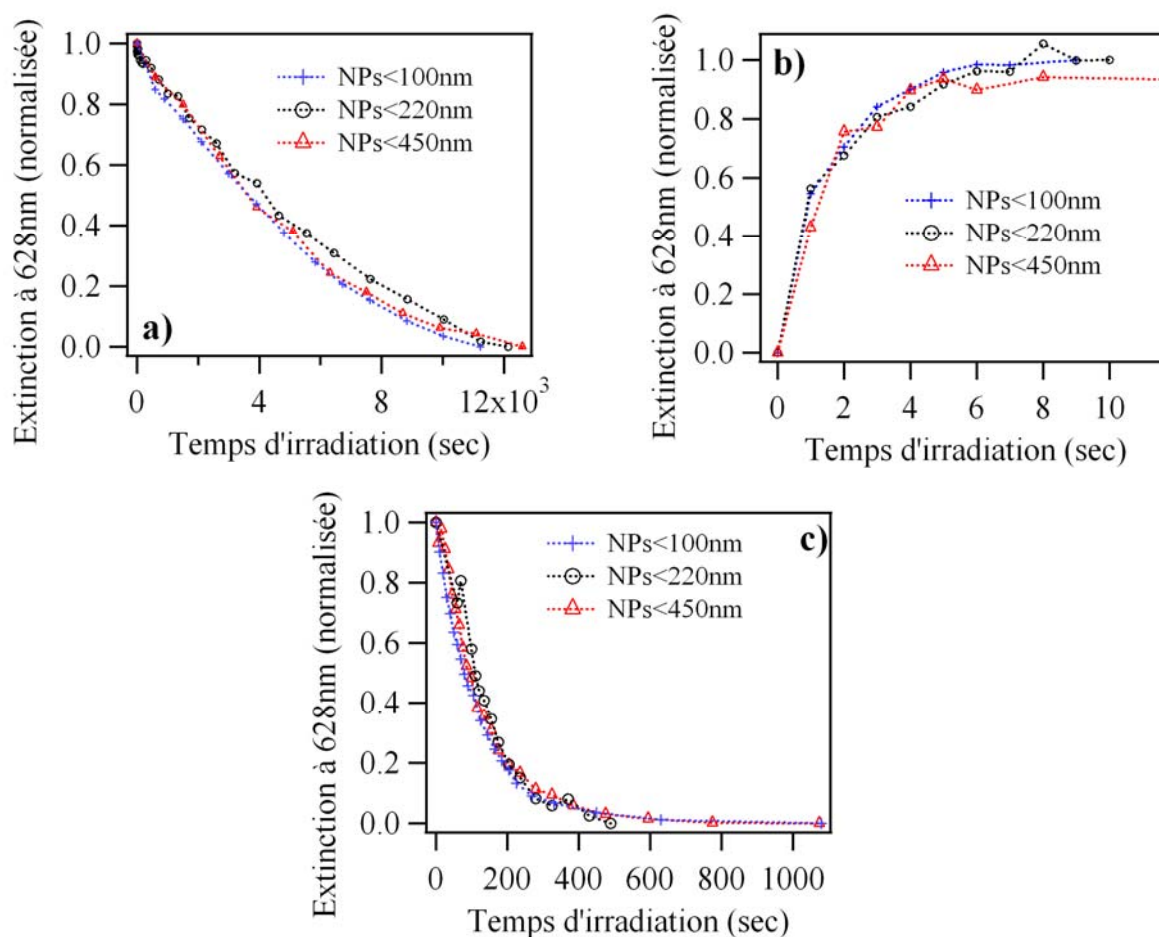 Extinction à 628nm (normalisée)
1.0
0.8
0.6
0.4
0.2
0.0
NPs<100nm
NPs<220nm
NPs<450nm
a)
0
4
8
12x10³
Temps d'irradiation (sec)
Extinction à 628nm (normalisée)
1.0
0.8
0.6
0.4
0.2
0.0
b)
NPs<100nm
NPs<220nm
NPs<450nm
0
2
4
6
8
10
Temps d'irradiation (sec)
Extinction à 628nm (normalisée)
1.0
0.8
0.6
0.4
0.2
0.0
NPs<100nm
NPs<220nm
NPs<450nm
c)
0
200
400
600
800
1000
Temps d'irradiation (sec)